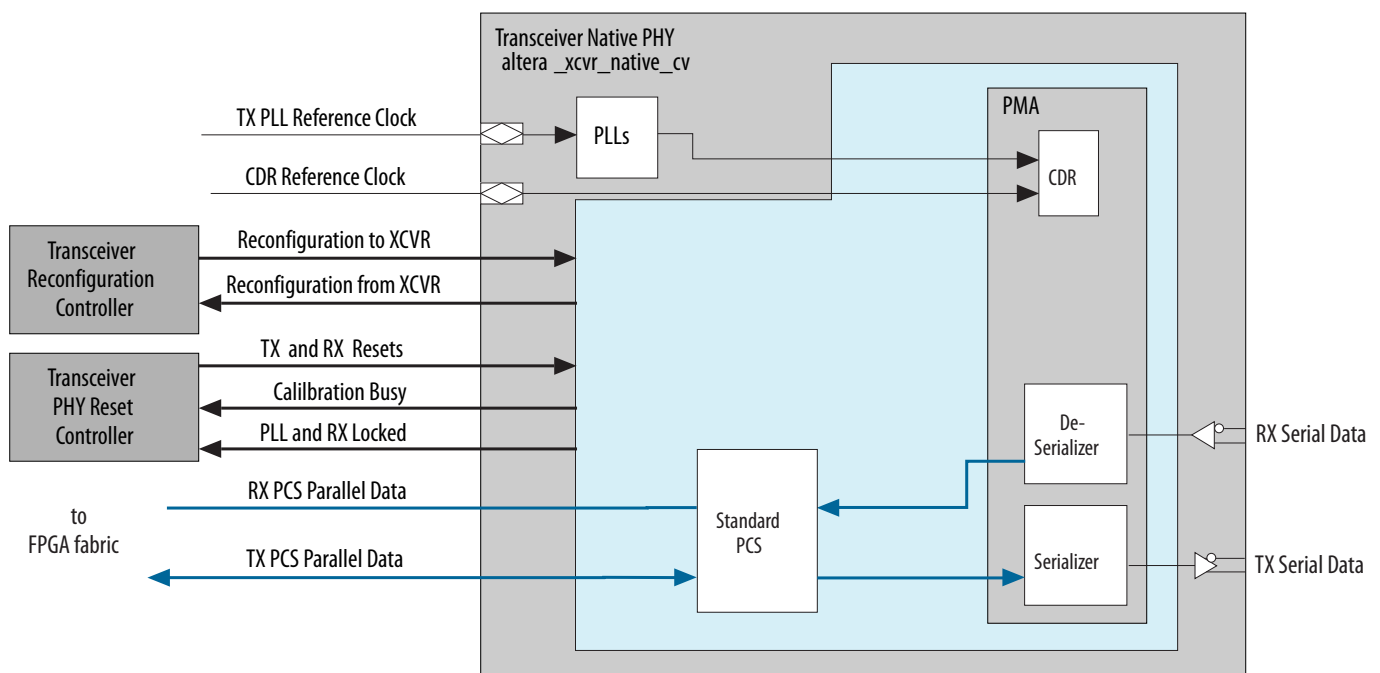 Transceiver Native PHY
altera _xcvr_native_cv
TX PLL Reference Clock
PLLs
PMA
CDR Reference Clock
CDR
Transceiver
Reconfiguration
Controller
Reconfiguration to XCVR
Reconfiguration from XCVR
Transceiver
PHY Reset
Controller
TX and RX Resets
Calilbration Busy
PLL and RX Locked
De-
Serializer
RX Serial Data
RX PCS Parallel Data
to
FPGA fabric
Standard
PCS
TX PCS Parallel Data
Serializer
TX Serial Data